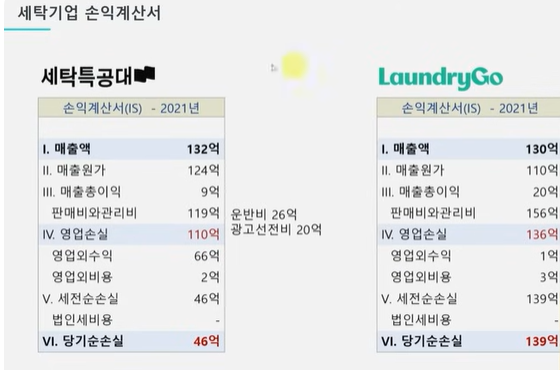 세탁기업 손익계산서
세탁특공대
손익계산서(IS) - 2021년
I. 매출액 132억
II. 매출원가 124억
III. 매출총이익 9억
판매비와관리비 119억
IV. 영업손실 110억
영업외수익 66억
영업외비용 2억
V. 세전순손실 46억
법인세비용 -
VI. 당기순손실 46억
운반비 26억
광고선전비 20억
LaundryGo
손익계산서(IS) - 2021년
I. 매출액 130억
II. 매출원가 110억
III. 매출총이익 20억
판매비와관리비 156억
IV. 영업손실 136억
영업외수익 1억
영업외비용 3억
V. 세전순손실 139억
법인세비용 -
VI. 당기순손실 139억